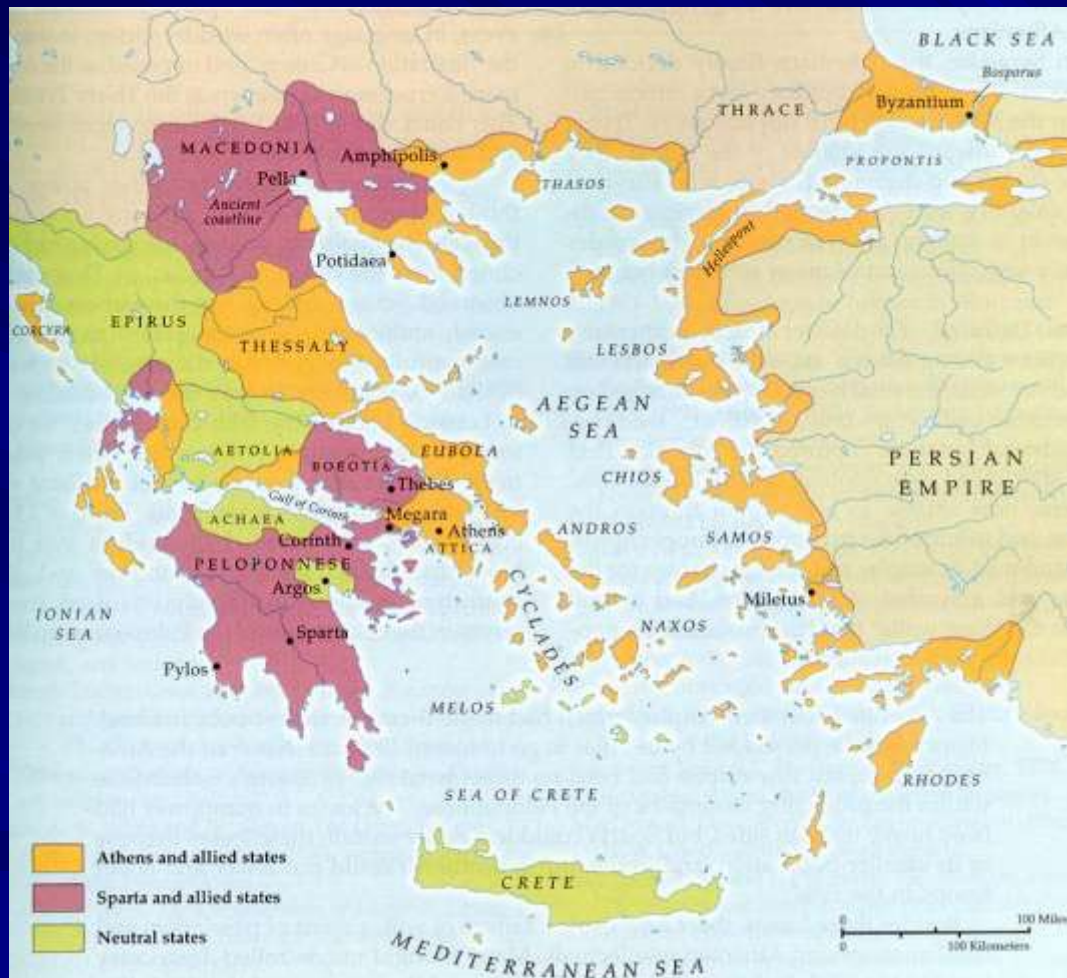 BLACK SEA
Bosporus
Byzantium
THRACE
PROPONTIS
MACEDONIA
Amphipolis
Pella
THASOS
Ancient
coastline
Hellespont
Potidaea
LEMNOS
CORCYRA
EPIRUS
THESSALY
LESBOS
AEGEAN
SEA
AETOLIA
BOEOTIA
EUBOLA
PERSIAN
EMPIRE
CHIOS
Thebes
Gulf of Corinth
Megara
ACHAEA
Athens
ANDROS
SAMOS
Corinth
ATTICA
PELOPONNESE
Argos
CYCLADES
Miletus
IONIAN
SEA
Sparta
NAXOS
Pylos
MELOS
RHODES
SEA OF CRETE
Athens and allied states
CRETE
Sparta and allied states
Neutral states
0 100 Miles
0 100 Kilometers
MEDITERRANEAN SEA